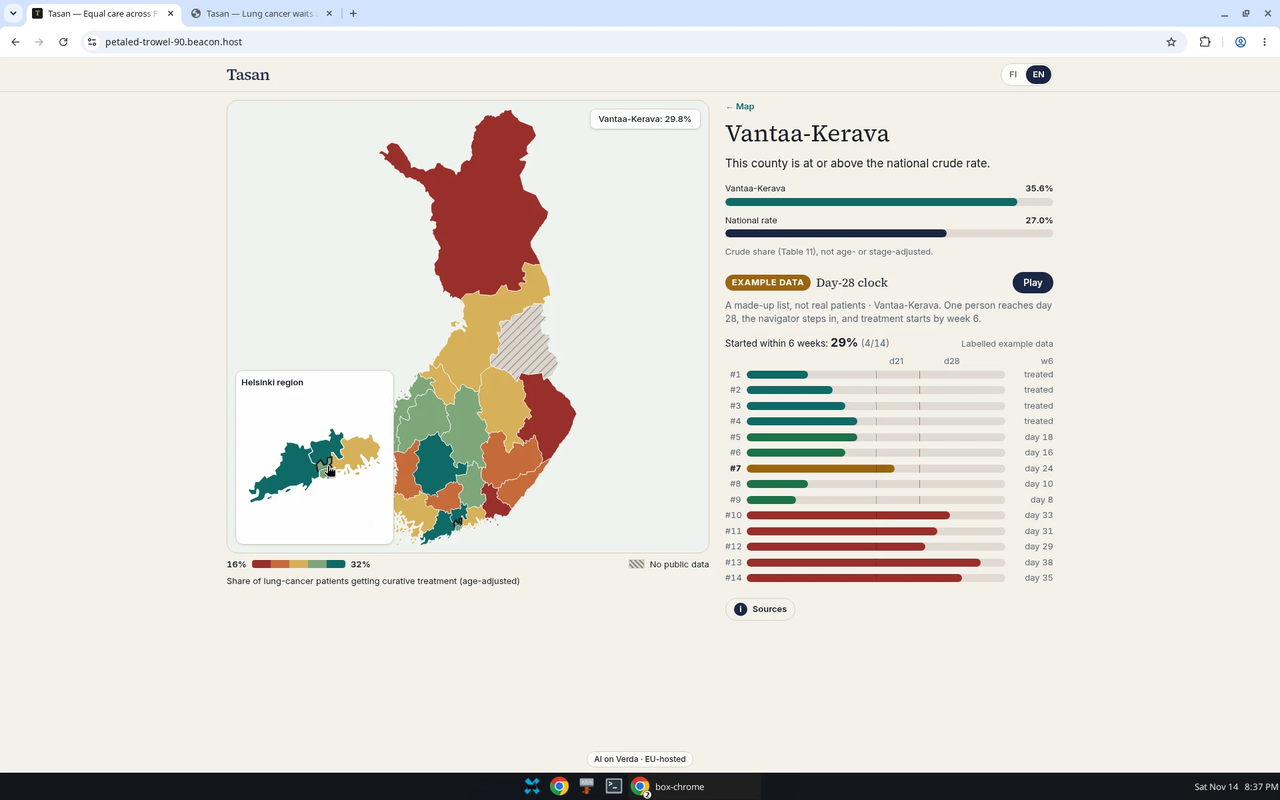 Tasan — Equal care across F
Tasan — Lung cancer waits
petaled-trowel-90.beacon.host
Tasan
FI EN
Vantaa-Kerava: 29.8%
Helsinki region
16% 32%
No public data
Share of lung-cancer patients getting curative treatment (age-adjusted)
← Map
Vantaa-Kerava
This county is at or above the national crude rate.
Vantaa-Kerava 35.6%
National rate 27.0%
Crude share (Table 11), not age- or stage-adjusted.
EXAMPLE DATA Day-28 clock Play
A made-up list, not real patients · Vantaa-Kerava. One person reaches day
28, the navigator steps in, and treatment starts by week 6.
Started within 6 weeks: 29% (4/14) Labelled example data
d21 d28 w6
#1 treated
#2 treated
#3 treated
#4 treated
#5 day 18
#6 day 16
#7 day 24
#8 day 10
#9 day 8
#10 day 33
#11 day 31
#12 day 29
#13 day 38
#14 day 35
i Sources
AI on Verda · EU-hosted
box-chrome
2
Sat Nov 14 8:37 PM